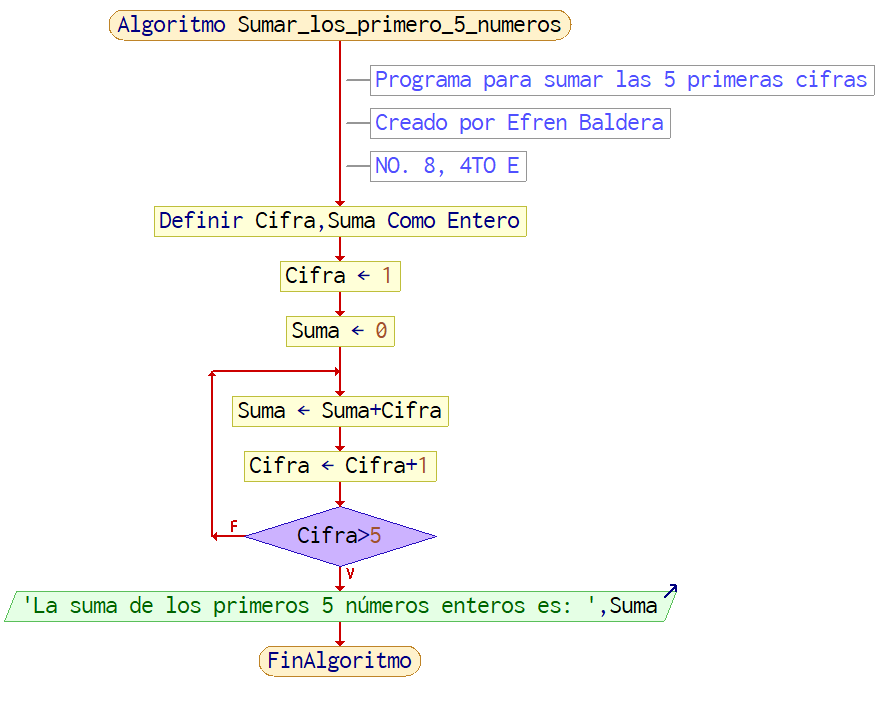 Algoritmo Sumar_los_primero_5_numeros
Programa para sumar las 5 primeras cifras
Creado por Efren Baldera
NO. 8, 4TO E
Definir Cifra,Suma Como Entero
Cifra ← 1
Suma ← 0
Suma ← Suma+Cifra
Cifra ← Cifra+1
F
Cifra>5
V
'La suma de los primeros 5 números enteros es: ',Suma
FinAlgoritmo